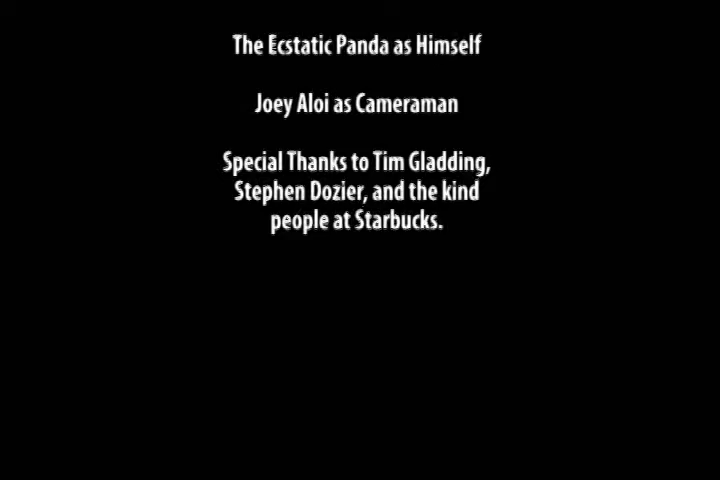 The Ecstatic Panda as Himself
Joey Aloi as Cameraman
Special Thanks to Tim Gladding,
Stephen Dozier, and the kind
people at Starbucks.